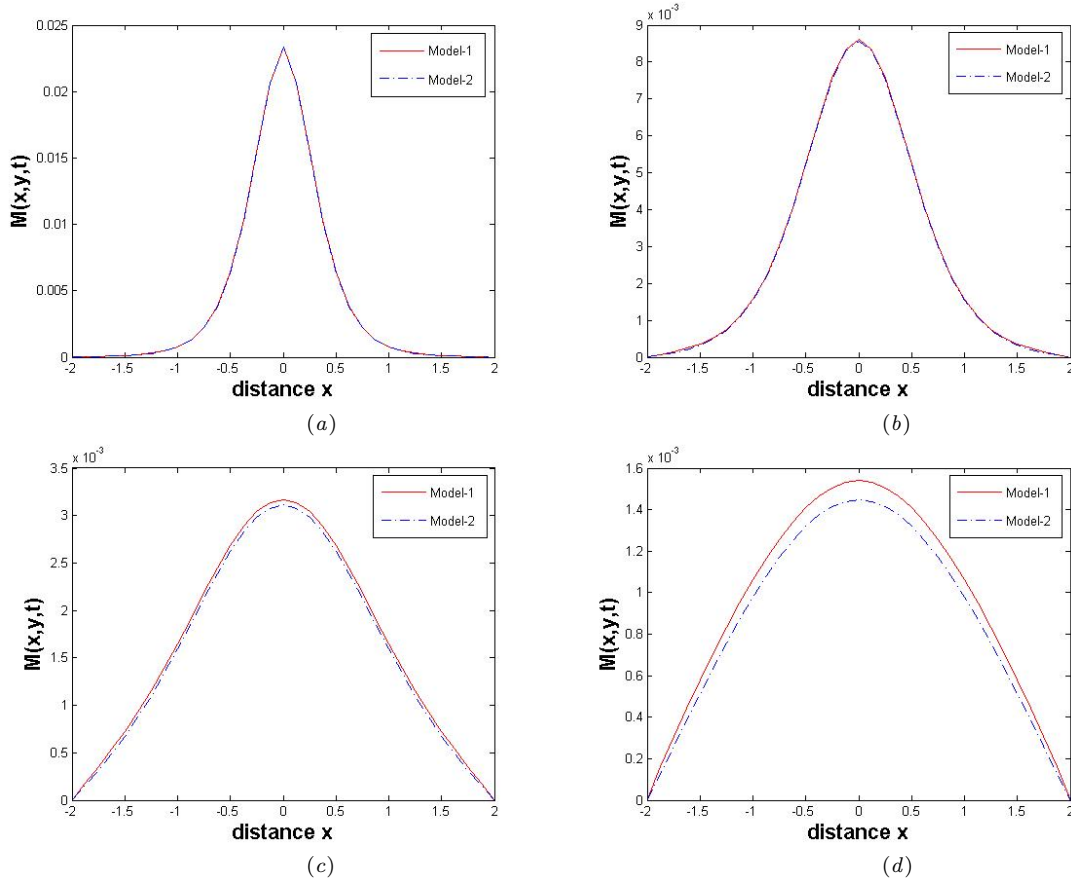 0.025
0.02
0.015
0.01
0.005
0
-2 -1.5 -1 -0.5 0 0.5 1 1.5 2
M(x,y,t)
distance x
Model-1
Model-2
(a)
x 10⁻³
9
8
7
6
5
4
3
2
1
0
-2 -1.5 -1 -0.5 0 0.5 1 1.5 2
M(x,y,t)
distance x
Model-1
Model-2
(b)
x 10⁻³
3.5
3
2.5
2
1.5
1
0.5
0
-2 -1.5 -1 -0.5 0 0.5 1 1.5 2
M(x,y,t)
distance x
Model-1
Model-2
(c)
x 10⁻³
1.6
1.4
1.2
1
0.8
0.6
0.4
0.2
0
-2 -1.5 -1 -0.5 0 0.5 1 1.5 2
M(x,y,t)
distance x
Model-1
Model-2
(d)